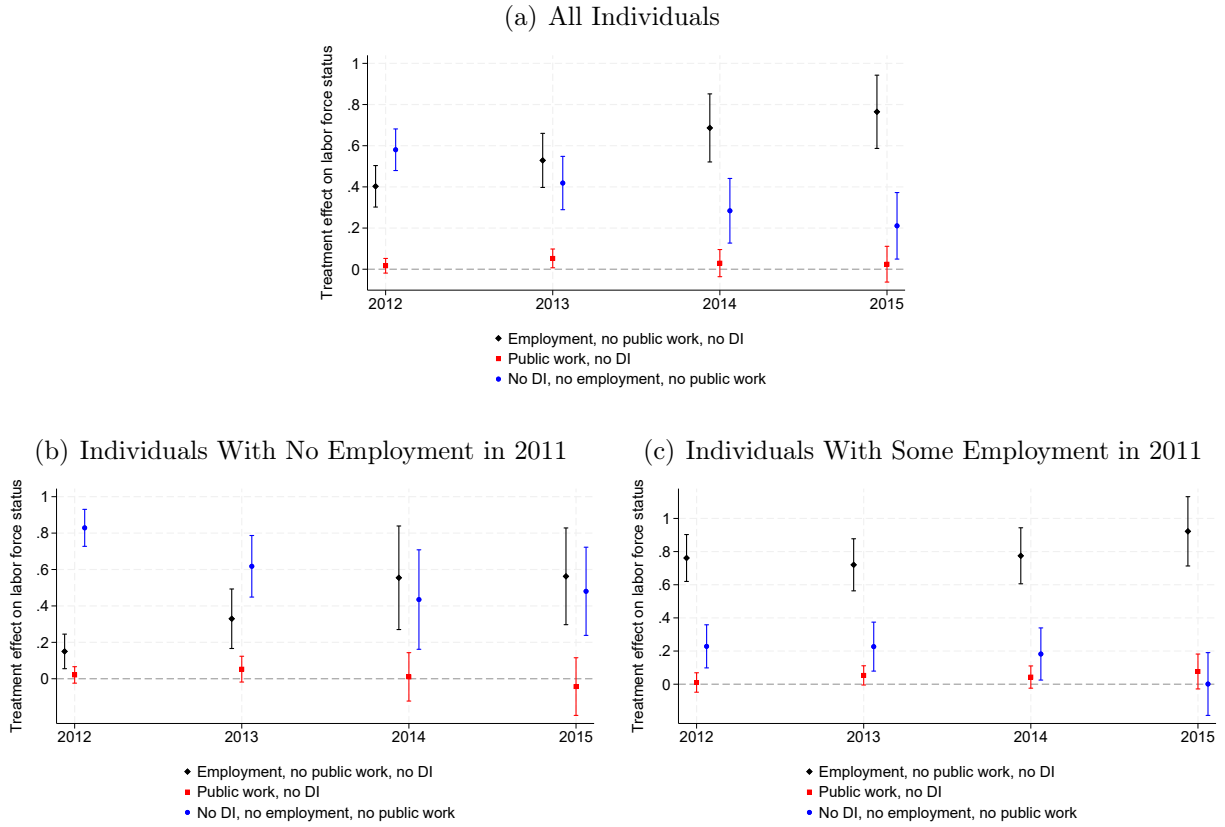 (a) All Individuals
Treatment effect on labor force status
1
.8
.6
.4
.2
0
2012 2013 2014 2015
Employment, no public work, no DI
Public work, no DI
No DI, no employment, no public work
(b) Individuals With No Employment in 2011
Treatment effect on labor force status
1
.8
.6
.4
.2
0
2012 2013 2014 2015
Employment, no public work, no DI
Public work, no DI
No DI, no employment, no public work
(c) Individuals With Some Employment in 2011
Treatment effect on labor force status
1
.8
.6
.4
.2
0
2012 2013 2014 2015
Employment, no public work, no DI
Public work, no DI
No DI, no employment, no public work